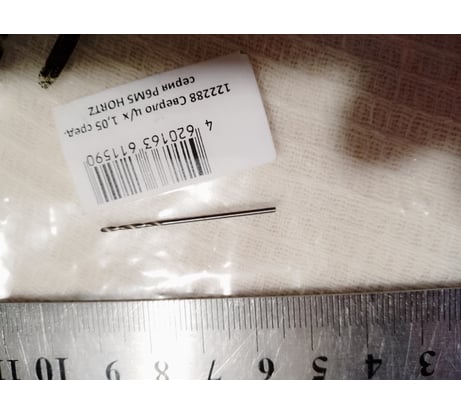 122288 Сверло ц/х 1,05 сред.
серия Р6М5 HORTZ
4 620163 611590
11 10 9 8 7 6 5 4 3